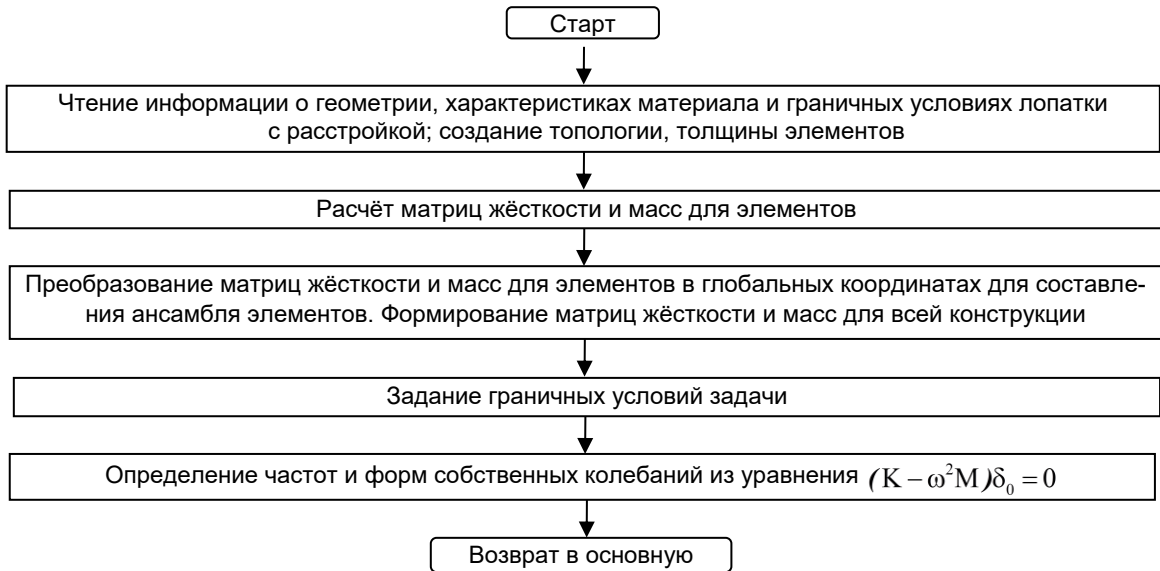 Старт
Чтение информации о геометрии, характеристиках материала и граничных условиях лопатки
с расстройкой; создание топологии, толщины элементов
Расчёт матриц жёсткости и масс для элементов
Преобразование матриц жёсткости и масс для элементов в глобальных координатах для составле-
ния ансамбля элементов. Формирование матриц жёсткости и масс для всей конструкции
Задание граничных условий задачи
Определение частот и форм собственных колебаний из уравнения (K − ω²M)δ₀ = 0
Возврат в основную